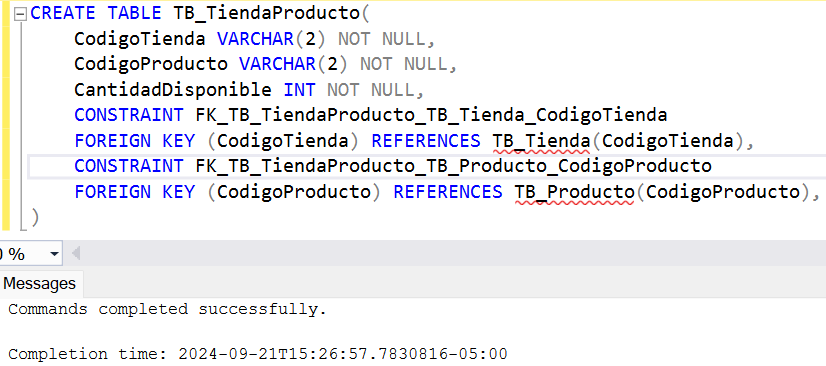 CREATE TABLE TB_TiendaProducto(
CodigoTienda VARCHAR(2) NOT NULL,
CodigoProducto VARCHAR(2) NOT NULL,
CantidadDisponible INT NOT NULL,
CONSTRAINT FK_TB_TiendaProducto_TB_Tienda_CodigoTienda
FOREIGN KEY (CodigoTienda) REFERENCES TB_Tienda(CodigoTienda),
CONSTRAINT FK_TB_TiendaProducto_TB_Producto_CodigoProducto
FOREIGN KEY (CodigoProducto) REFERENCES TB_Producto(CodigoProducto),
)
0 %
Messages
Commands completed successfully.
Completion time: 2024-09-21T15:26:57.7830816-05:00